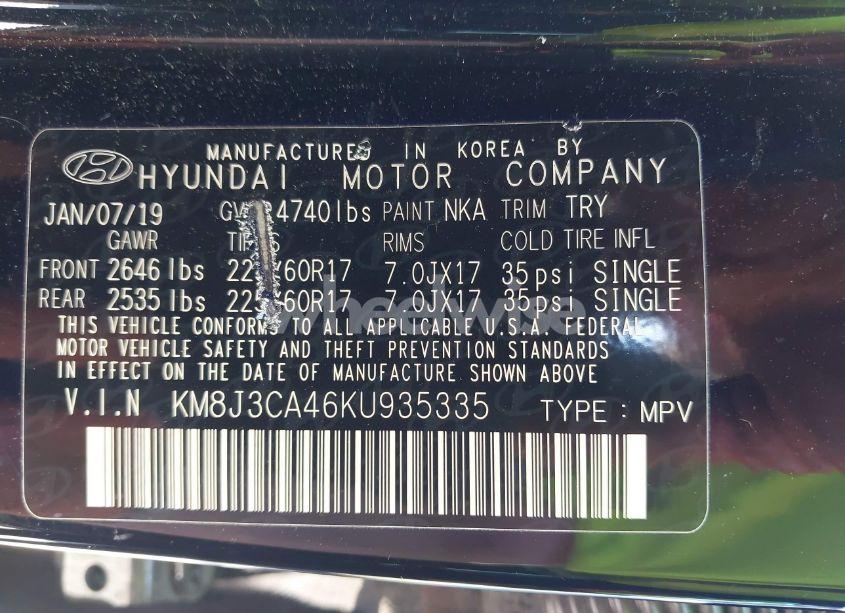 MANUFACTURED IN KOREA BY
HYUNDAI MOTOR COMPANY
JAN/07/19 4740lbs PAINT NKA TRIM TRY
GAWR RIMS COLD TIRE INFL
FRONT 2646lbs 7.0JX17 35psi SINGLE
REAR 2535lbs 7.0JX17 35psi SINGLE
THIS VEHICLE CONFORMS TO ALL APPLICABLE U.S.A. FEDERAL
MOTOR VEHICLE SAFETY AND THEFT PREVENTION STANDARDS
IN EFFECT ON THE DATE OF MANUFACTURE SHOWN ABOVE
V.I.N KM8J3CA46KU935335 TYPE : MPV